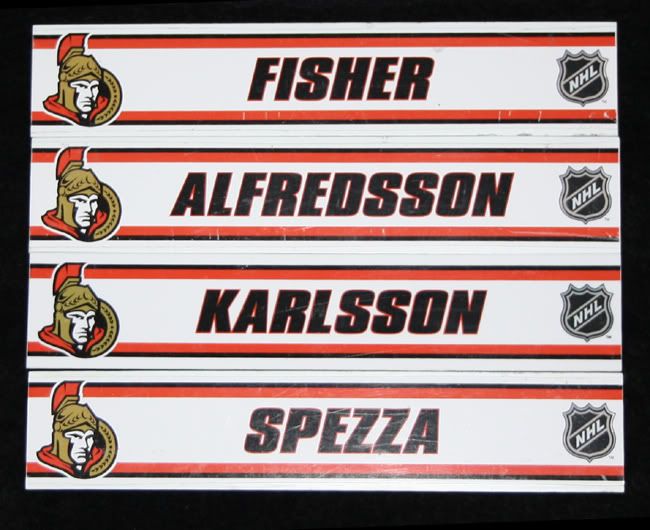 FISHER NHL
ALFREDSSON NHL
KARLSSON NHL
SPEZZA NHL